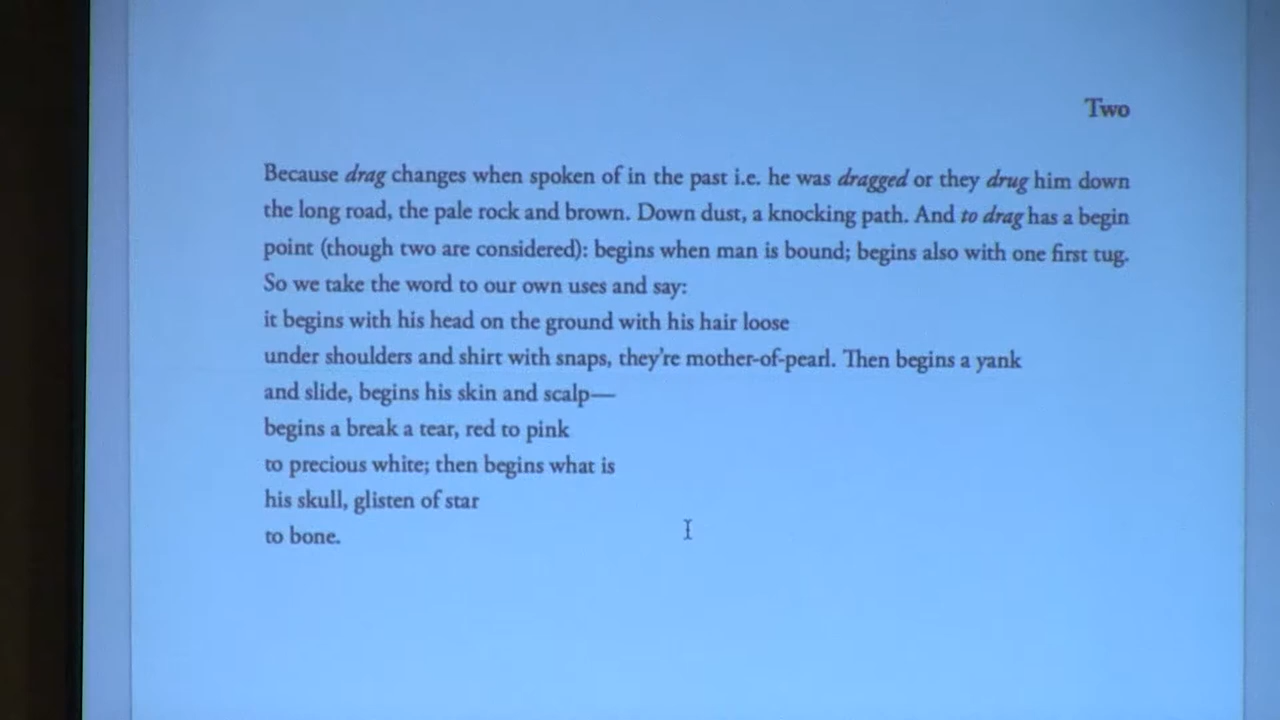 Two
Because drag changes when spoken of in the past i.e. he was dragged or they drug him down
the long road, the pale rock and brown. Down dust, a knocking path. And to drag has a begin
point (though two are considered): begins when man is bound; begins also with one first tug.
So we take the word to our own uses and say:
it begins with his head on the ground with his hair loose
under shoulders and shirt with snaps, they're mother-of-pearl. Then begins a yank
and slide, begins his skin and scalp—
begins a break a tear, red to pink
to precious white; then begins what is
his skull, glisten of star
to bone.